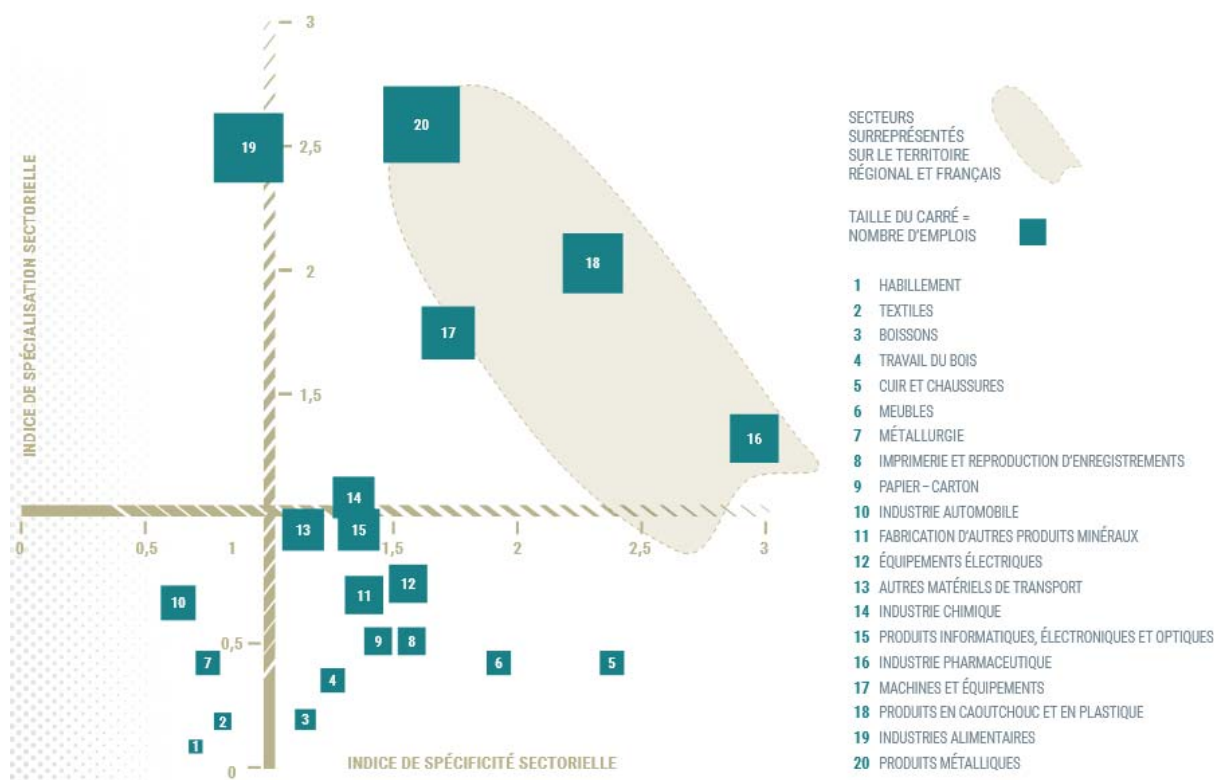 3
2,5
2
1,5
0,5
0
INDICE DE SPÉCIALISATION SECTORIELLE
0
0,5
1
1,5
2
2,5
3
INDICE DE SPÉCIFICITÉ SECTORIELLE
19
20
18
17
16
14
13
15
12
11
10
9
8
7
6
5
4
3
2
1
SECTEURS
SURREPRÉSENTÉS
SUR LE TERRITOIRE
RÉGIONAL ET FRANÇAIS
TAILLE DU CARRÉ =
NOMBRE D'EMPLOIS
1 HABILLEMENT
2 TEXTILES
3 BOISSONS
4 TRAVAIL DU BOIS
5 CUIR ET CHAUSSURES
6 MEUBLES
7 MÉTALLURGIE
8 IMPRIMERIE ET REPRODUCTION D'ENREGISTREMENTS
9 PAPIER – CARTON
10 INDUSTRIE AUTOMOBILE
11 FABRICATION D'AUTRES PRODUITS MINÉRAUX
12 ÉQUIPEMENTS ÉLECTRIQUES
13 AUTRES MATÉRIELS DE TRANSPORT
14 INDUSTRIE CHIMIQUE
15 PRODUITS INFORMATIQUES, ÉLECTRONIQUES ET OPTIQUES
16 INDUSTRIE PHARMACEUTIQUE
17 MACHINES ET ÉQUIPEMENTS
18 PRODUITS EN CAOUTCHOUC ET EN PLASTIQUE
19 INDUSTRIES ALIMENTAIRES
20 PRODUITS MÉTALLIQUES